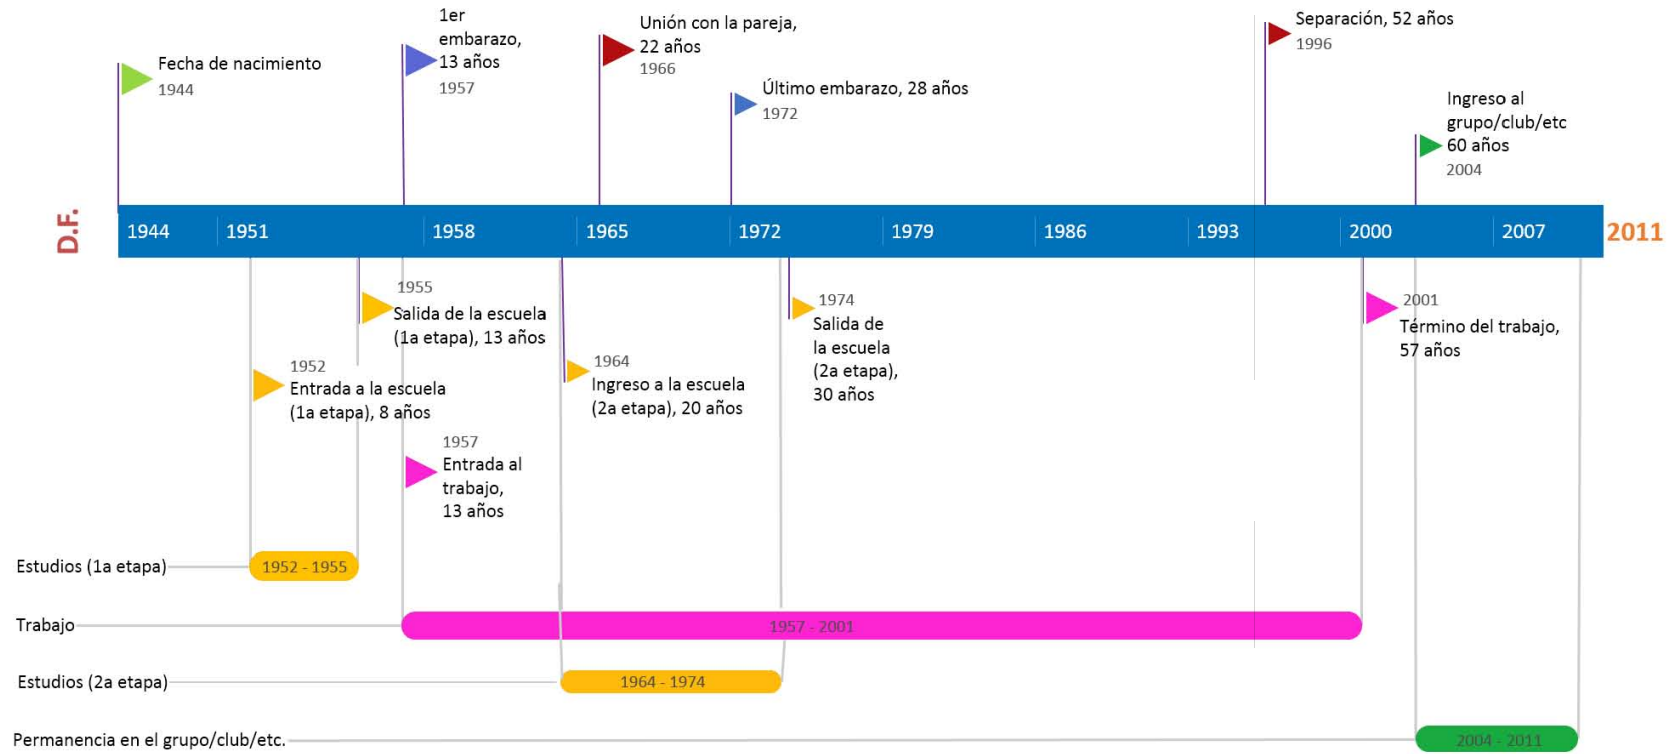 Fecha de nacimiento
1944
1er
embarazo,
13 años
1957
Unión con la pareja,
22 años
1966
Último embarazo, 28 años
1972
Separación, 52 años
1996
Ingreso al
grupo/club/etc
60 años
2004
D.F.
1944
1951
1958
1965
1972
1979
1986
1993
2000
2007
2011
1955
Salida de la escuela
(1a etapa), 13 años
1952
Entrada a la escuela
(1a etapa), 8 años
1957
Entrada al
trabajo,
13 años
1964
Ingreso a la escuela
(2a etapa), 20 años
1974
Salida de
la escuela
(2a etapa),
30 años
2001
Término del trabajo,
57 años
Estudios (1a etapa)
1952 - 1955
Trabajo
1957 - 2001
Estudios (2a etapa)
1964 - 1974
Permanencia en el grupo/club/etc.
2004 - 2011